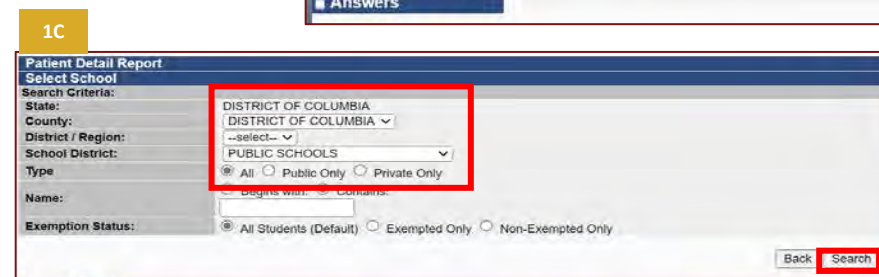 Answers
1C
Patient Detail Report
Select School
Search Criteria:
State: DISTRICT OF COLUMBIA
County: DISTRICT OF COLUMBIA
District / Region: --select--
School District: PUBLIC SCHOOLS
Type All Public Only Private Only
Name: Begins with: Contains:
Exemption Status: All Students (Default) Exempted Only Non-Exempted Only
Back Search